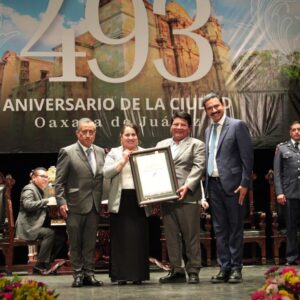 493
ANIVERSARIO DE LA CIUDAD
Oaxaca de Juárez